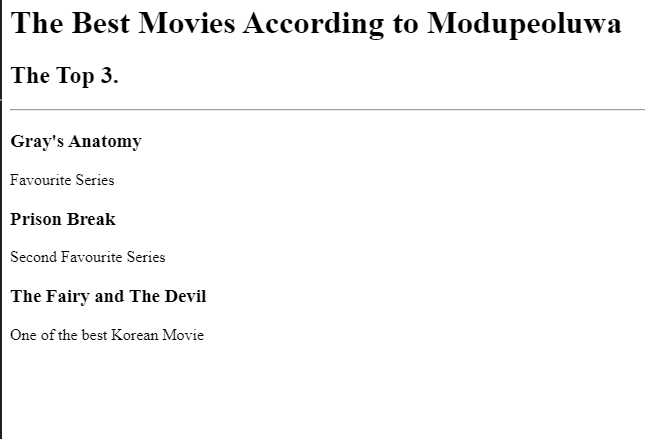 The Best Movies According to Modupeoluwa
The Top 3.
Gray's Anatomy
Favourite Series
Prison Break
Second Favourite Series
The Fairy and The Devil
One of the best Korean Movie